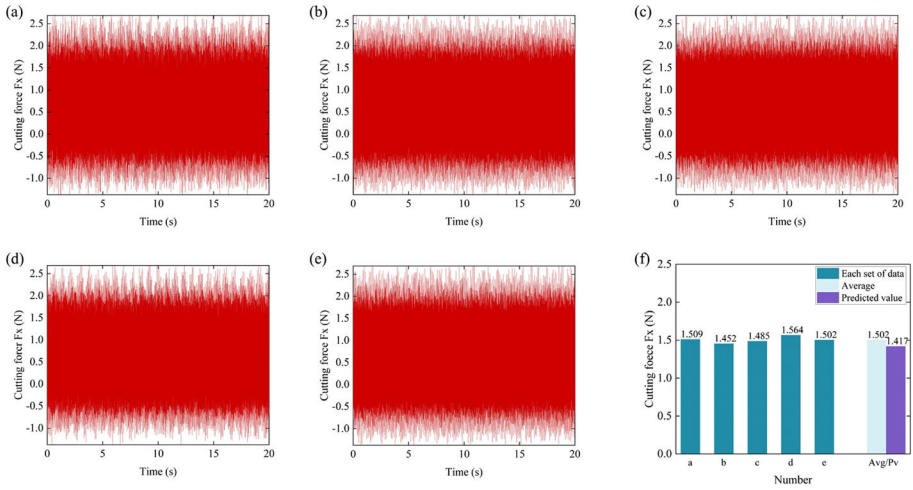 (a)
Cutting force Fx (N)
2.5
2.0
1.5
1.0
0.5
0.0
-0.5
-1.0
0 5 10 15 20
Time (s)
(b)
Cutting force Fx (N)
2.5
2.0
1.5
1.0
0.5
0.0
-0.5
-1.0
0 5 10 15 20
Time (s)
(c)
Cutting force Fx (N)
2.5
2.0
1.5
1.0
0.5
0.0
-0.5
-1.0
0 5 10 15 20
Time (s)
(d)
Cutting forer Fx (N)
2.5
2.0
1.5
1.0
0.5
0.0
-0.5
-1.0
0 5 10 15 20
Time (s)
(e)
Cutting force Fx (N)
2.5
2.0
1.5
1.0
0.5
0.0
-0.5
-1.0
0 5 10 15 20
Time (s)
(f)
Cutting foece Fx (N)
2.5
2.0
1.5
1.0
0.5
0.0
Each set of data
Average
Predicted value
1.509 1.452 1.485 1.564 1.502 1.502 1.417
a b c d e Avg/Pv
Number